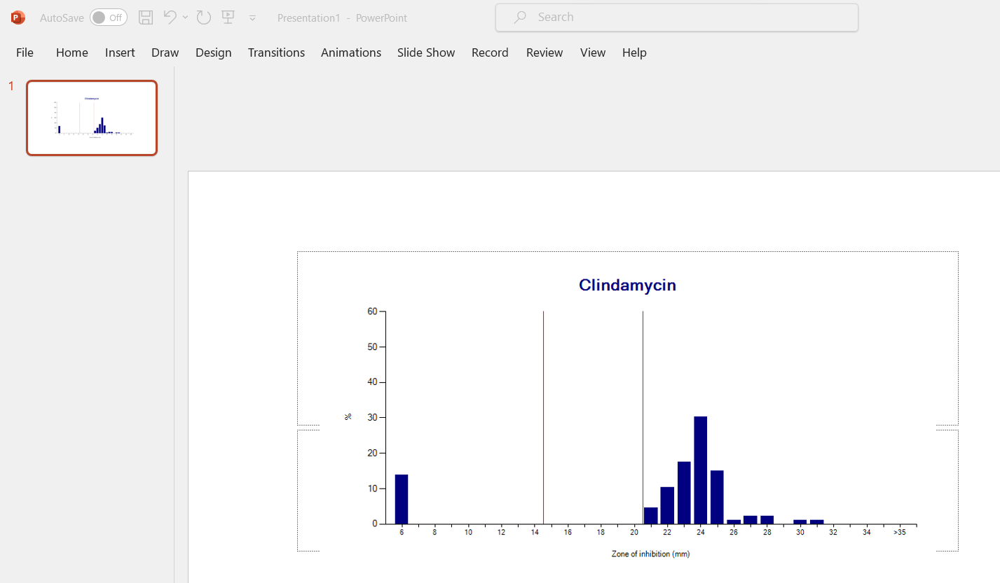 AutoSave Off Presentation1 - PowerPoint Search
File Home Insert Draw Design Transitions Animations Slide Show Record Review View Help
1
Clindamycin
Clindamycin
60
50
40
30
20
10
0
%
6 8 10 12 14 16 18 20 22 24 26 28 30 32 34 >35
Zone of inhibition (mm)